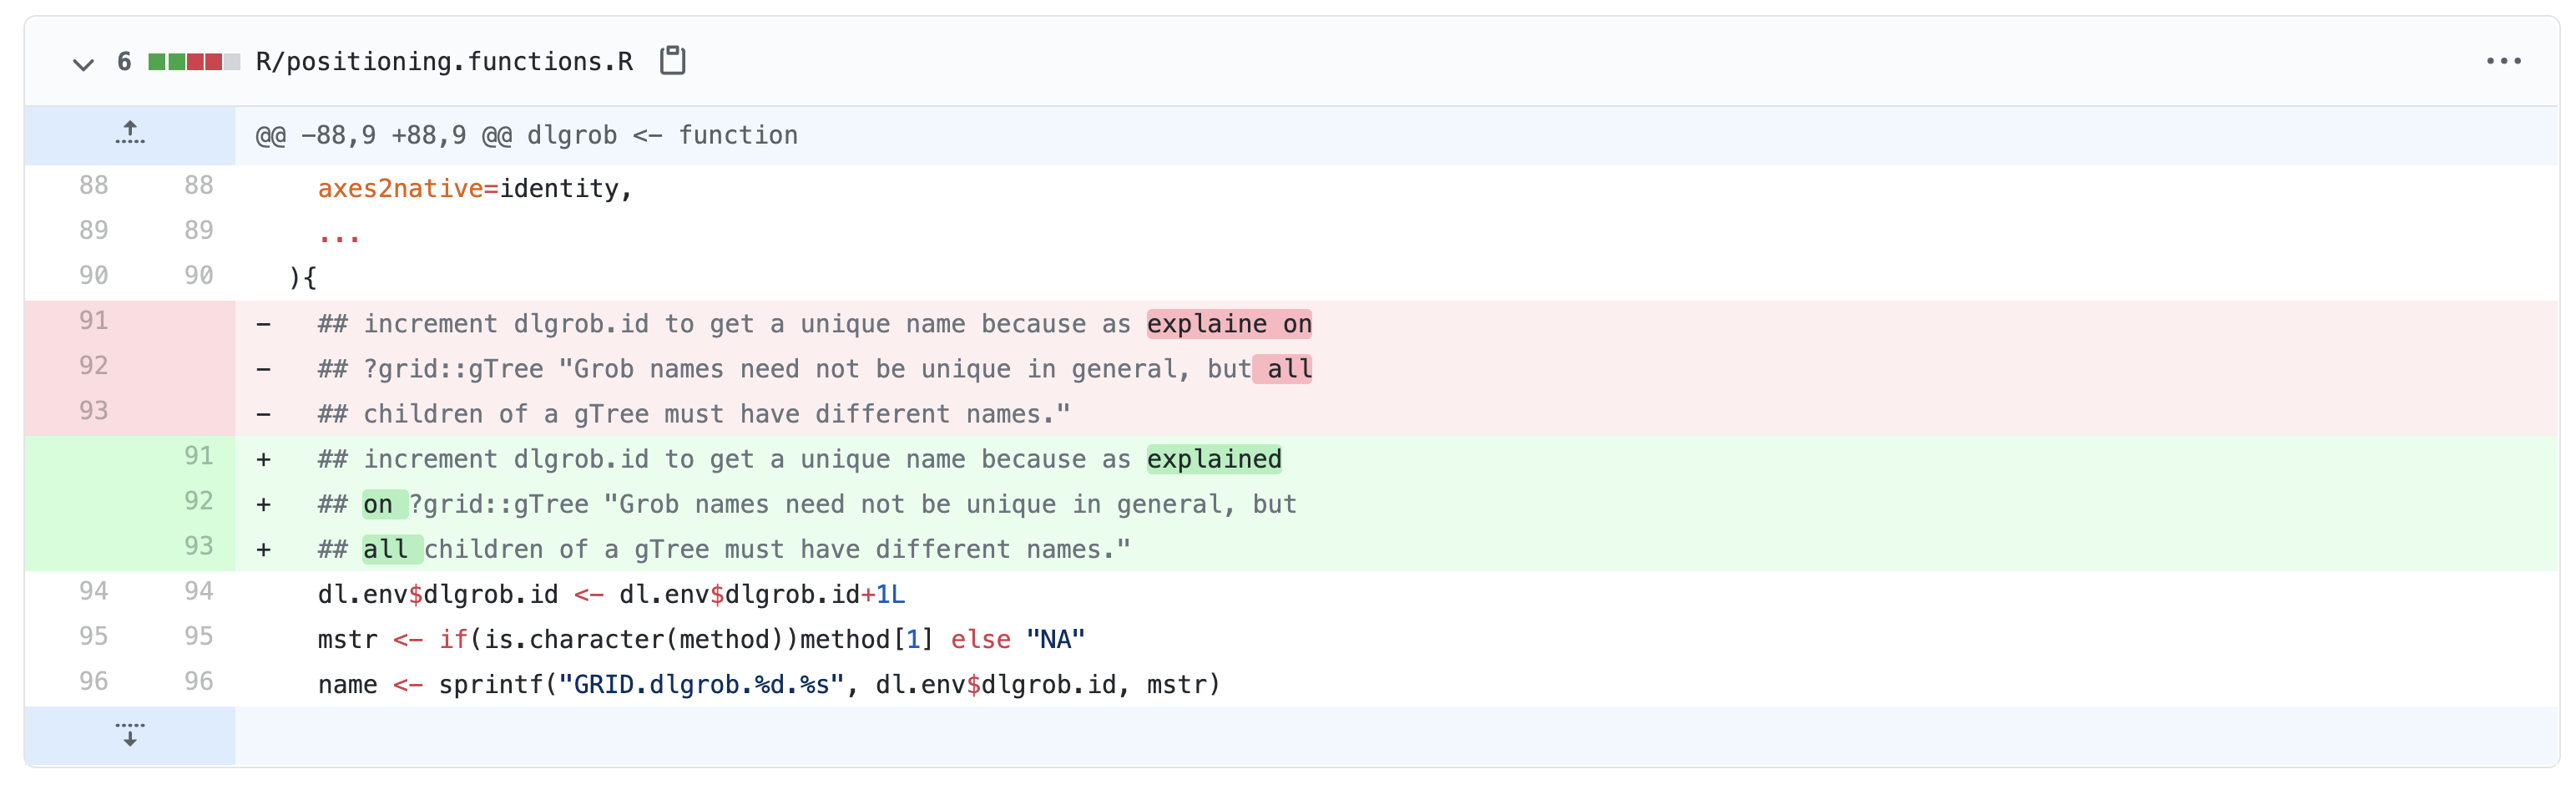 6 R/positioning.functions.R
@@ -88,9 +88,9 @@ dlgrob <- function
88 88 axes2native=identity,
89 89 ...
90 90 ){
91 - ## increment dlgrob.id to get a unique name because as explaine on
92 - ## ?grid::gTree "Grob names need not be unique in general, but all
93 - ## children of a gTree must have different names."
91 + ## increment dlgrob.id to get a unique name because as explained
92 + ## on ?grid::gTree "Grob names need not be unique in general, but
93 + ## all children of a gTree must have different names."
94 94 dl.env$dlgrob.id <- dl.env$dlgrob.id+1L
95 95 mstr <- if(is.character(method))method[1] else "NA"
96 96 name <- sprintf("GRID.dlgrob.%d.%s", dl.env$dlgrob.id, mstr)